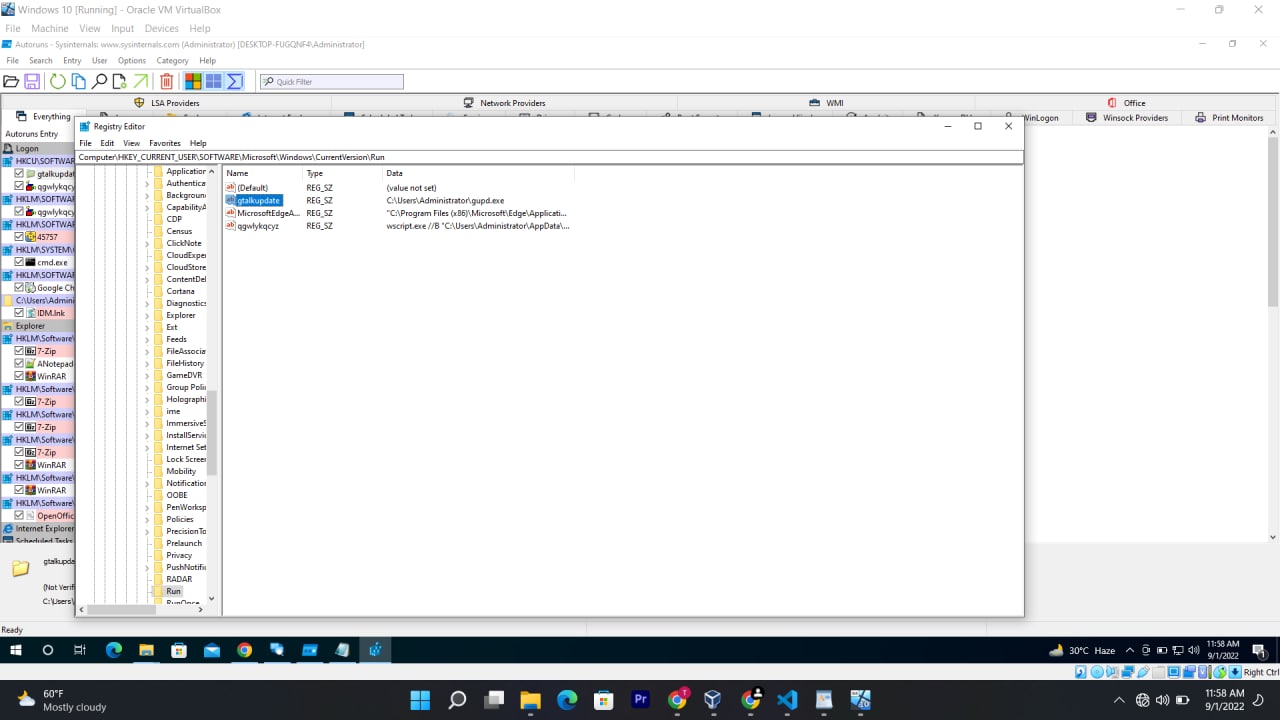 Windows 10 [Running] - Oracle VM VirtualBox
File Machine View Input Devices Help
Autoruns - Sysinternals: www.sysinternals.com (Administrator) [DESKTOP-FUGQNF4\Administrator]
File Search Entry User Options Category Help
Quick Filter
LSA Providers Network Providers WMI Office
Everything WinLogon Winsock Providers Print Monitors
Autoruns Entry
Logon
HKCU\SOFTWAR
gtalkupdat
qgwlykqcy
HKLM\SOFTWAR
qgwlykqcy
HKLM\SOFTWAR
45757
HKLM\SYSTEM\
cmd.exe
HKLM\SOFTWAR
Google Ch
C:\Users\Admini
IDM.lnk
Explorer
HKLM\Software\
7-Zip
ANotepad
WinRAR
HKLM\Software\
7-Zip
HKLM\Software\
7-Zip
HKLM\Software\
7-Zip
WinRAR
HKLM\Software\
WinRAR
HKLM\Software\
OpenOffic
Internet Explorer
Scheduled Tasks
gtalkupda
(Not Verif
C:\Users\
Ready
Registry Editor
File Edit View Favorites Help
Computer\HKEY_CURRENT_USER\SOFTWARE\Microsoft\Windows\CurrentVersion\Run
Application
Authentica
Backgroun
CapabilityA
CDP
Census
ClickNote
CloudExper
CloudStore
ContentDel
Cortana
Diagnostics
Explorer
Ext
Feeds
FileAssocia
FileHistory
GameDVR
Group Polic
Holographi
ime
ImmersiveS
InstallServic
Internet Set
Lock Screen
Mobility
Notification
OOBE
PenWorksp
Policies
PrecisionTo
Prelaunch
Privacy
PushNotific
RADAR
Run
RunOnce
Name Type Data
(Default) REG_SZ (value not set)
gtalkupdate REG_SZ C:\Users\Administrator\gupd.exe
MicrosoftEdgeA... REG_SZ "C:\Program Files (x86)\Microsoft\Edge\Applicati...
qgwlykqcyz REG_SZ wscript.exe //B "C:\Users\Administrator\AppData\...
30°C Haze
11:58 AM
9/1/2022
1
Right Ctrl
60°F
Mostly cloudy
Pr
T
11:58 AM
9/1/2022